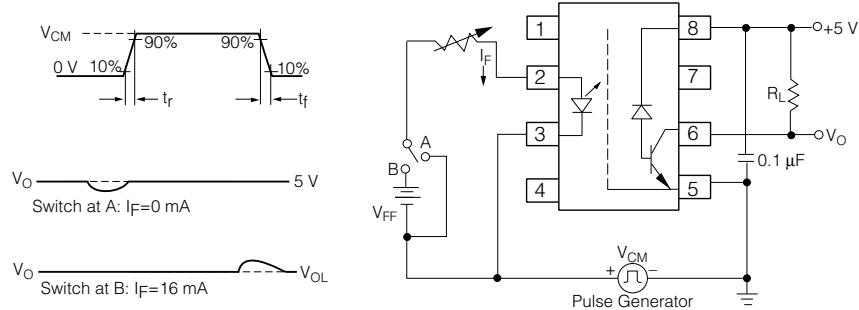 VCM
90%
90%
0 V
10%
10%
tr
tf
VO
5 V
Switch at A: IF=0 mA
VO
VOL
Switch at B: IF=16 mA
IF
A
B
VFF
1
2
3
4
8
7
6
5
+5 V
RL
VO
0.1 µF
VCM
+
−
Pulse Generator